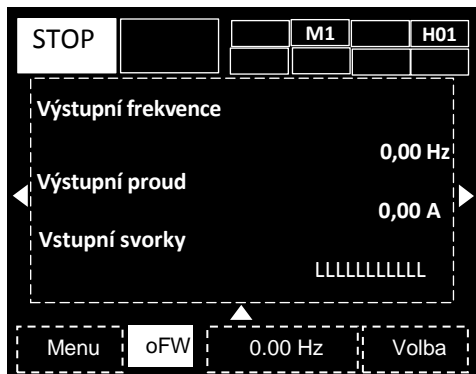 STOP M1 H01
Výstupní frekvence
0,00 Hz
Výstupní proud
0,00 A
Vstupní svorky
LLLLLLLLLLL
Menu oFW 0.00 Hz Volba